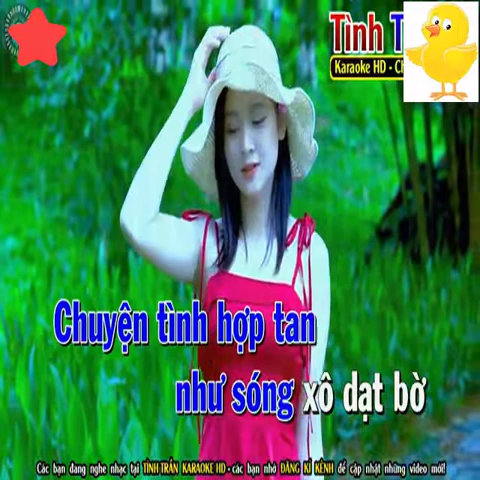 Tình T
Karaoke HD - Ch
Chuyện tình hợp tan
như sóng xô dạt bờ
Các bạn đang nghe nhạc tại TÌNH TRẦN KARAOKE HD - các bạn nhớ ĐĂNG KÍ KÊNH để cập nhật những video mới!